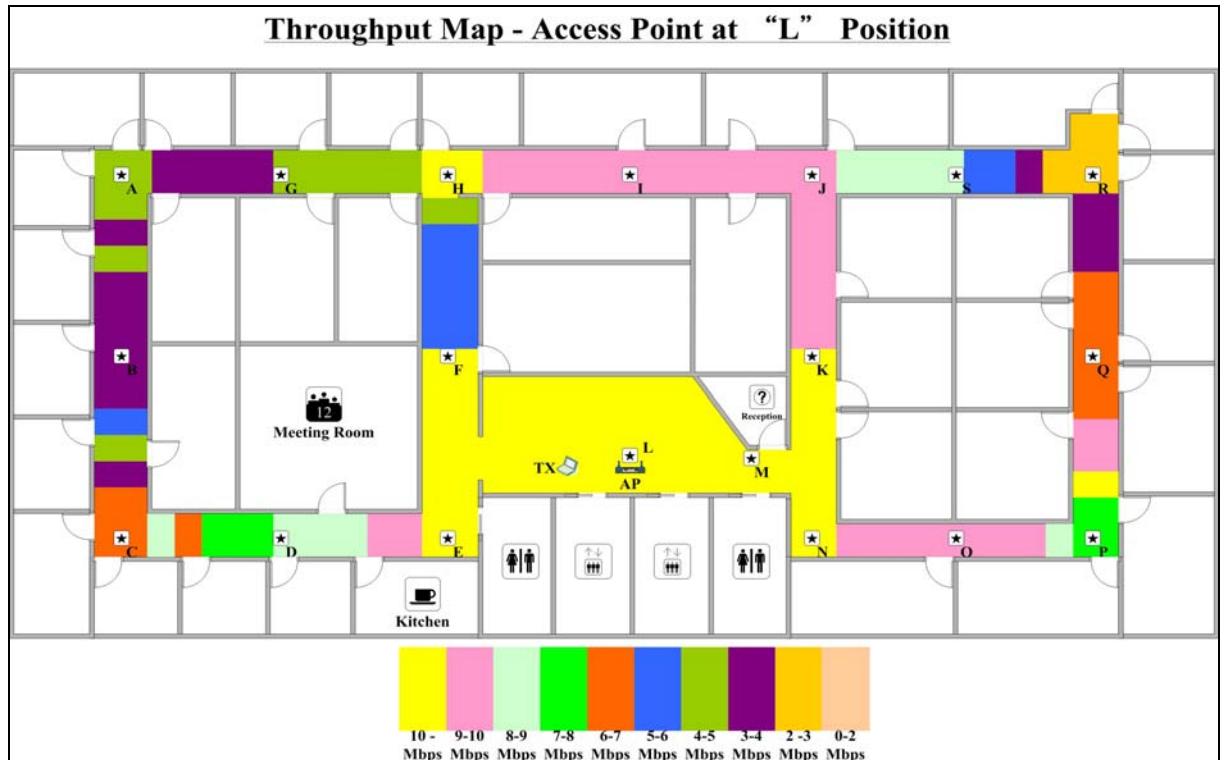 Throughput Map - Access Point at “L” Position
A
G
H
I
J
S
R
B
F
K
Q
12
Meeting Room
?
Reception
L
TX
M
AP
C
D
E
N
O
P
Kitchen
10 - 9-10 8-9 7-8 6-7 5-6 4-5 3-4 2 -3 0-2
Mbps Mbps Mbps Mbps Mbps Mbps Mbps Mbps Mbps Mbps